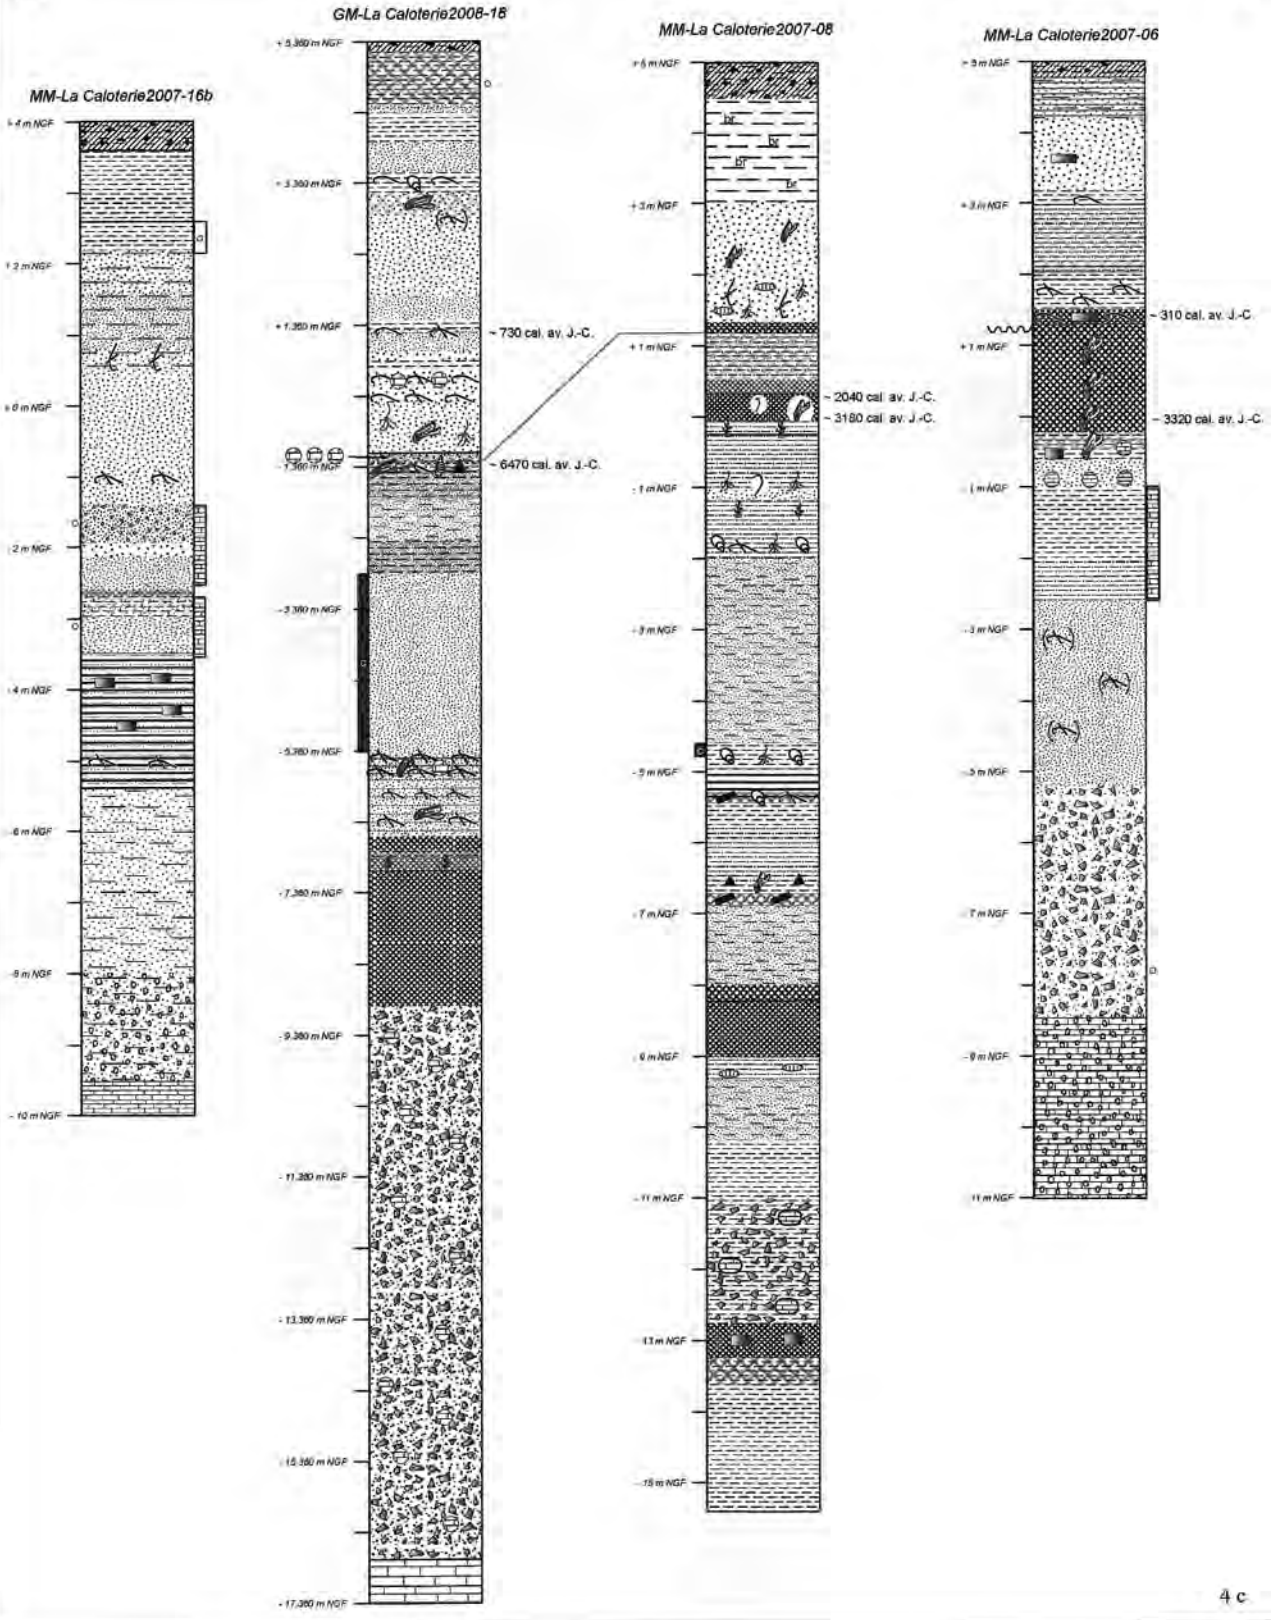 MM-La Caloterie2007-16b
+ 4 m NGF
+ 2 m NGF
± 0 m NGF
- 2 m NGF
- 4 m NGF
- 6 m NGF
- 8 m NGF
- 10 m NGF
GM-La Caloterie2008-16
+ 5,360 m NGF
+ 3,360 m NGF
+ 1,360 m NGF
~ 730 cal. av. J.-C.
- 1,360 m NGF
~ 6470 cal. av. J.-C.
- 3,360 m NGF
- 5,360 m NGF
- 7,360 m NGF
- 9,360 m NGF
- 11,360 m NGF
- 13,360 m NGF
- 15,360 m NGF
- 17,360 m NGF
MM-La Caloterie2007-08
+ 5 m NGF
br
br
br
br
+ 3 m NGF
+ 1 m NGF
~ 2040 cal. av. J.-C.
~ 3180 cal. av. J.-C.
- 1 m NGF
- 3 m NGF
- 5 m NGF
- 7 m NGF
- 9 m NGF
- 11 m NGF
- 13 m NGF
- 15 m NGF
MM-La Caloterie2007-06
+ 5 m NGF
+ 3 m NGF
~ 310 cal. av. J.-C.
+ 1 m NGF
~ 3320 cal. av. J.-C.
- 1 m NGF
- 3 m NGF
- 5 m NGF
- 7 m NGF
- 9 m NGF
- 11 m NGF
4 c